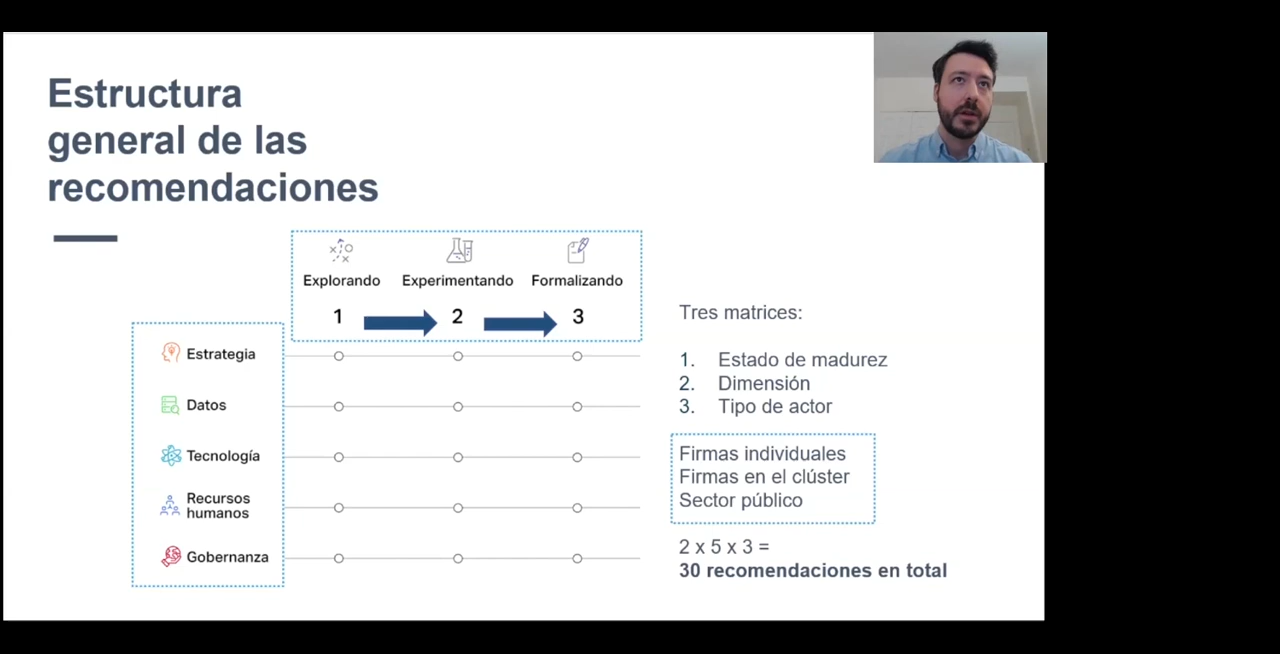 Estructura
general de las
recomendaciones
Explorando
Experimentando
Formalizando
1
2
3
Estrategia
Datos
Tecnología
Recursos
humanos
Gobernanza
Tres matrices:
1. Estado de madurez
2. Dimensión
3. Tipo de actor
Firmas individuales
Firmas en el clúster
Sector público
2 x 5 x 3 =
30 recomendaciones en total